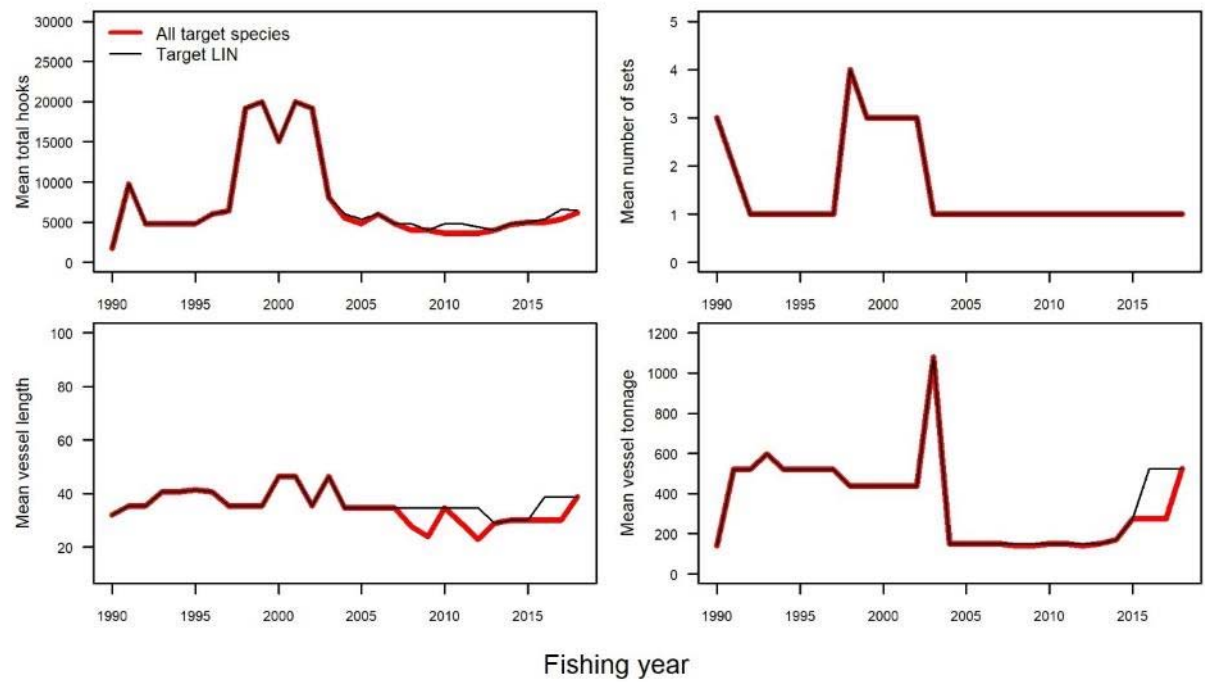 Mean total hooks
30000
25000
20000
15000
10000
5000
0
All target species
Target LIN
1990 1995 2000 2005 2010 2015
Mean number of sets
5
4
3
2
1
0
1990 1995 2000 2005 2010 2015
Mean vessel length
100
80
60
40
20
1990 1995 2000 2005 2010 2015
Mean vessel tonnage
1200
1000
800
600
400
200
0
1990 1995 2000 2005 2010 2015
Fishing year